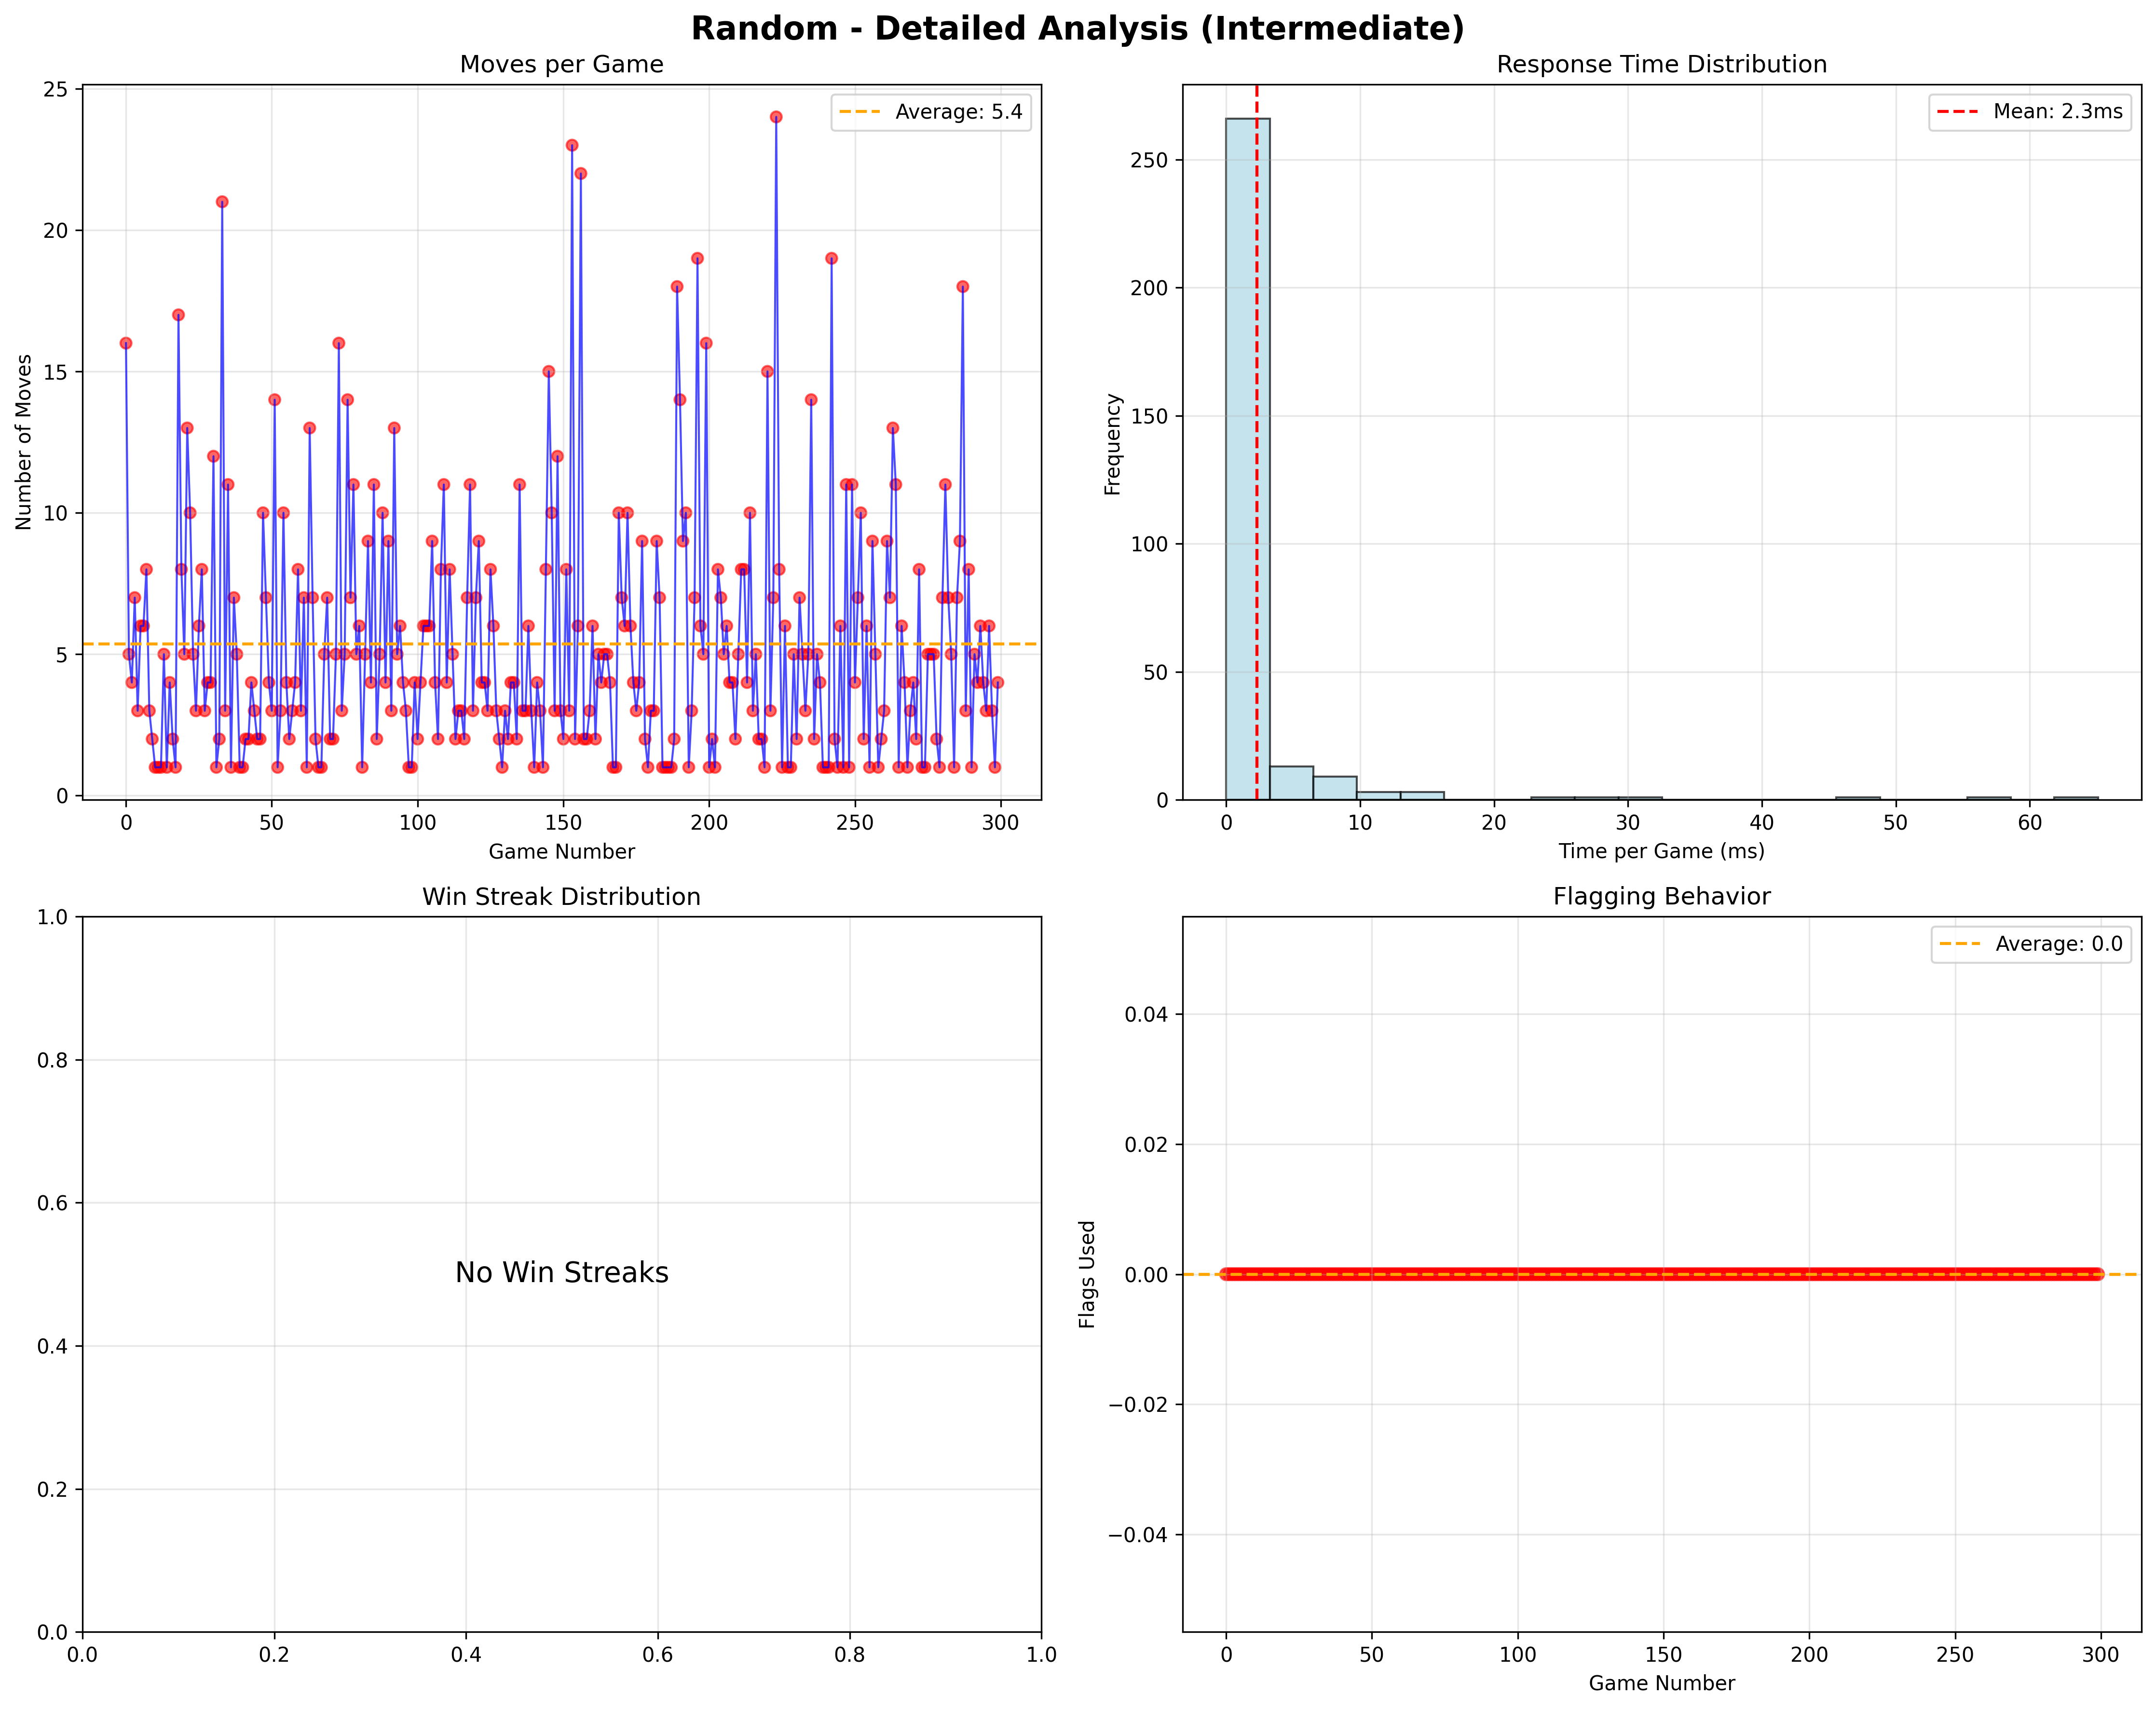 Random - Detailed Analysis (Intermediate)
Moves per Game
Average: 5.4
Number of Moves
25
20
15
10
5
0
0 50 100 150 200 250 300
Game Number
Response Time Distribution
Mean: 2.3ms
Frequency
250
200
150
100
50
0
0 10 20 30 40 50 60
Time per Game (ms)
Win Streak Distribution
1.0
0.8
0.6
0.4
0.2
0.0
No Win Streaks
0.0 0.2 0.4 0.6 0.8 1.0
Flagging Behavior
Average: 0.0
Flags Used
0.04
0.02
0.00
−0.02
−0.04
0 50 100 150 200 250 300
Game Number